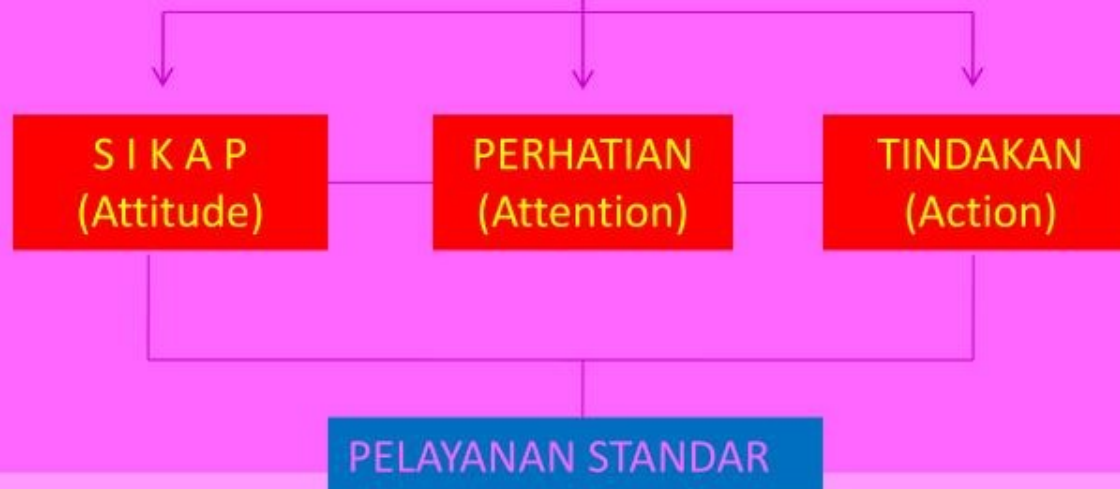 S I K A P
(Attitude)
PERHATIAN
(Attention)
TINDAKAN
(Action)
PELAYANAN STANDAR